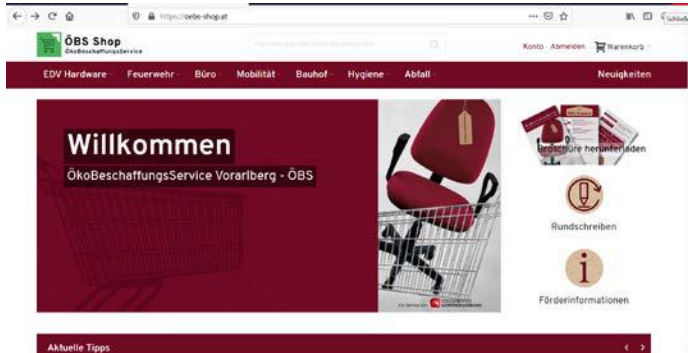 https://oebs-shop.at
Schließ
ÖBS Shop
ÖkoBeschaffungsService
Konto Abmelden Warenkorb
EDV Hardware Feuerwehr Büro Mobilität Bauhof Hygiene Abfall Neuigkeiten
Willkommen
ÖkoBeschaffungsService Vorarlberg - ÖBS
Broschüre herunterladen
Rundschreiben
Förderinformationen
Aktuelle Tipps